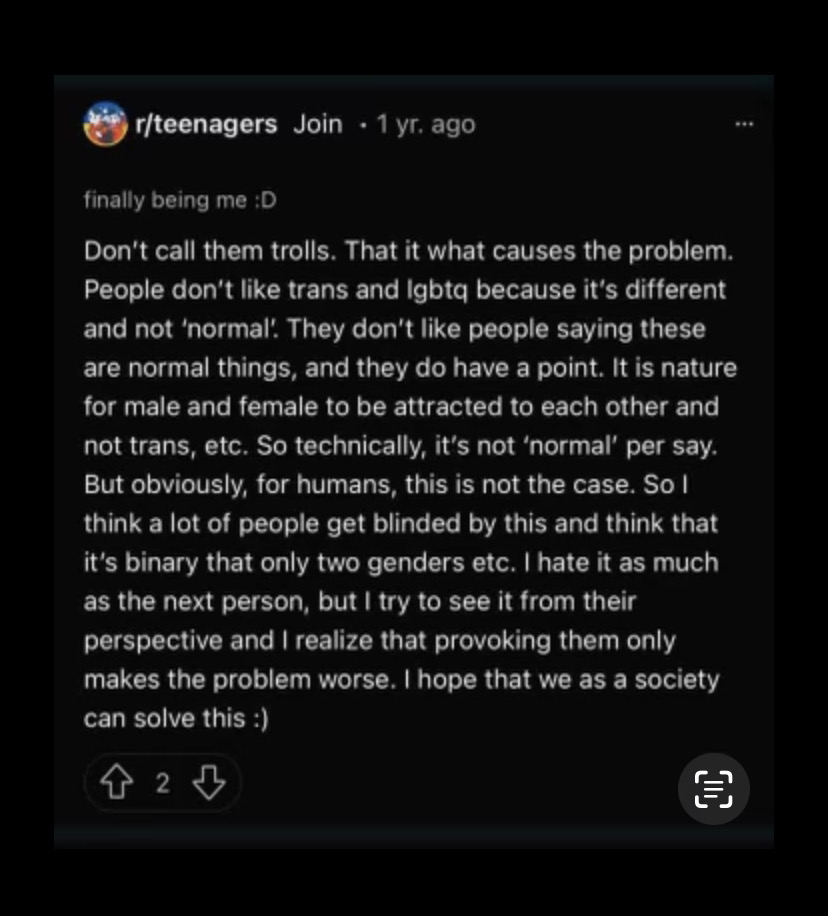 r/teenagers Join · 1 yr. ago ...
finally being me :D
Don't call them trolls. That it what causes the problem.
People don't like trans and lgbtq because it's different
and not 'normal'. They don't like people saying these
are normal things, and they do have a point. It is nature
for male and female to be attracted to each other and
not trans, etc. So technically, it's not 'normal' per say.
But obviously, for humans, this is not the case. So I
think a lot of people get blinded by this and think that
it's binary that only two genders etc. I hate it as much
as the next person, but I try to see it from their
perspective and I realize that provoking them only
makes the problem worse. I hope that we as a society
can solve this :)
2